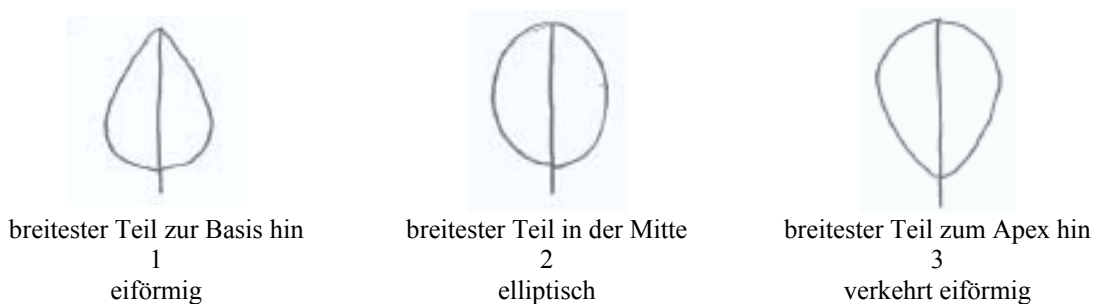 breitester Teil zur Basis hin
1
eiförmig
breitester Teil in der Mitte
2
elliptisch
breitester Teil zum Apex hin
3
verkehrt eiförmig